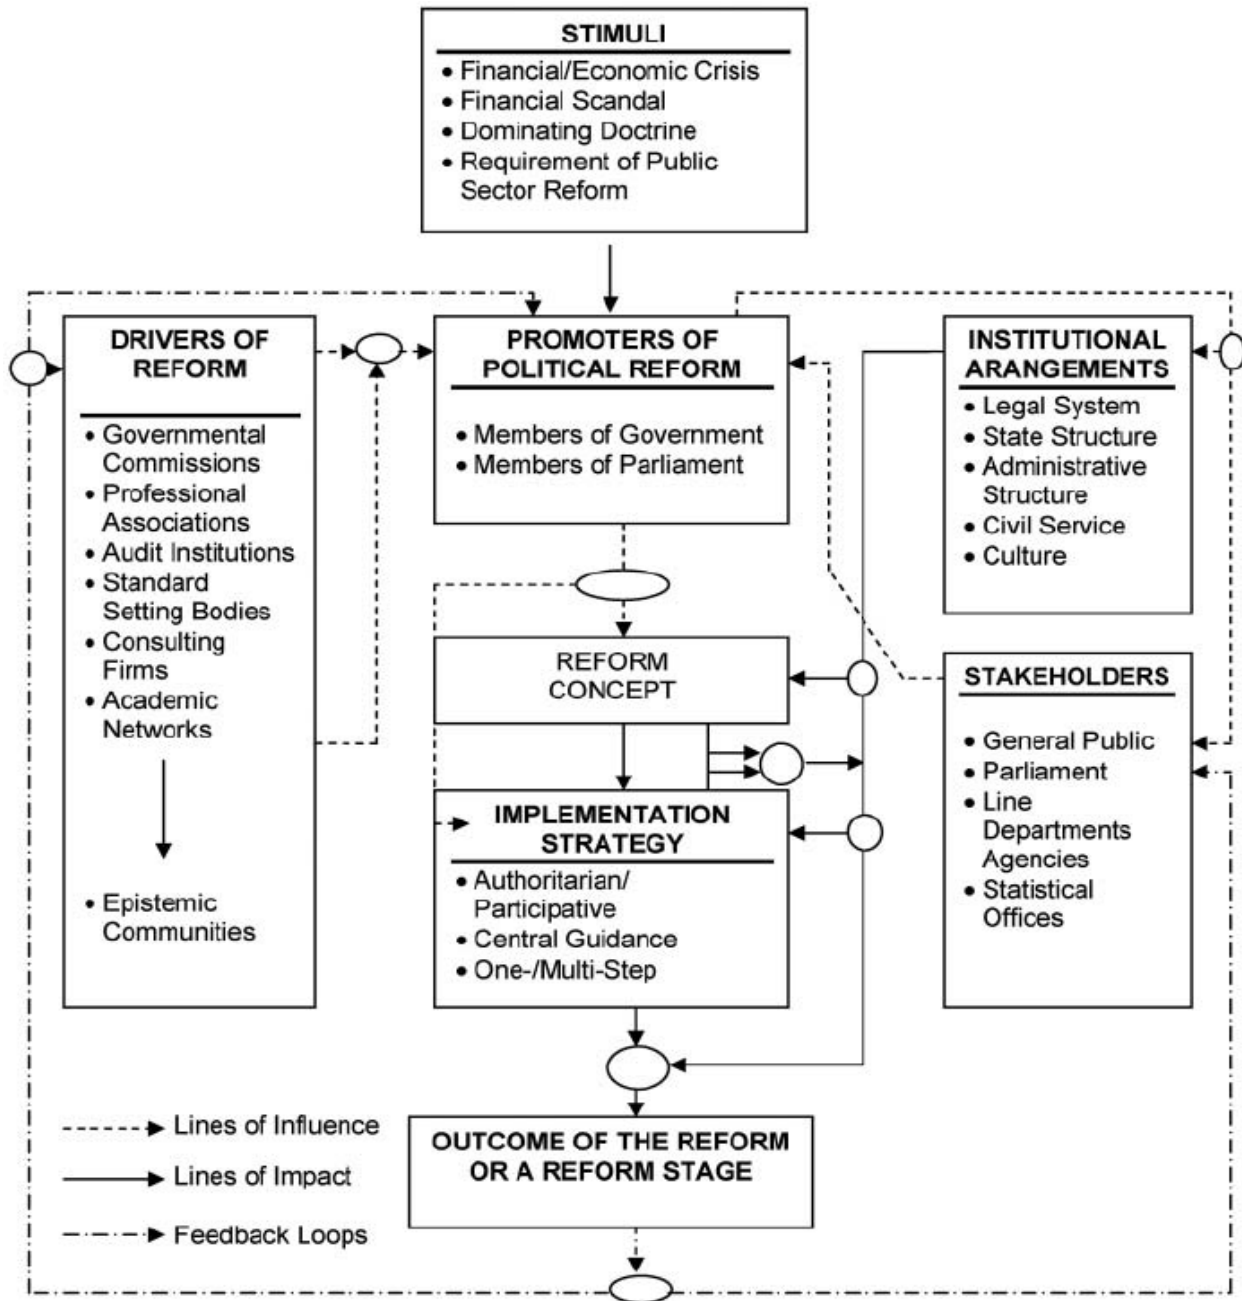 STIMULI
• Financial/Economic Crisis
• Financial Scandal
• Dominating Doctrine
• Requirement of Public
Sector Reform
DRIVERS OF
REFORM
• Governmental
Commissions
• Professional
Associations
• Audit Institutions
• Standard
Setting Bodies
• Consulting
Firms
• Academic
Networks
• Epistemic
Communities
PROMOTERS OF
POLITICAL REFORM
• Members of Government
• Members of Parliament
INSTITUTIONAL
ARANGEMENTS
• Legal System
• State Structure
• Administrative
Structure
• Civil Service
• Culture
REFORM
CONCEPT
STAKEHOLDERS
• General Public
• Parliament
• Line
Departments
Agencies
• Statistical
Offices
IMPLEMENTATION
STRATEGY
• Authoritarian/
Participative
• Central Guidance
• One-/Multi-Step
OUTCOME OF THE REFORM
OR A REFORM STAGE
Lines of Influence
Lines of Impact
Feedback Loops